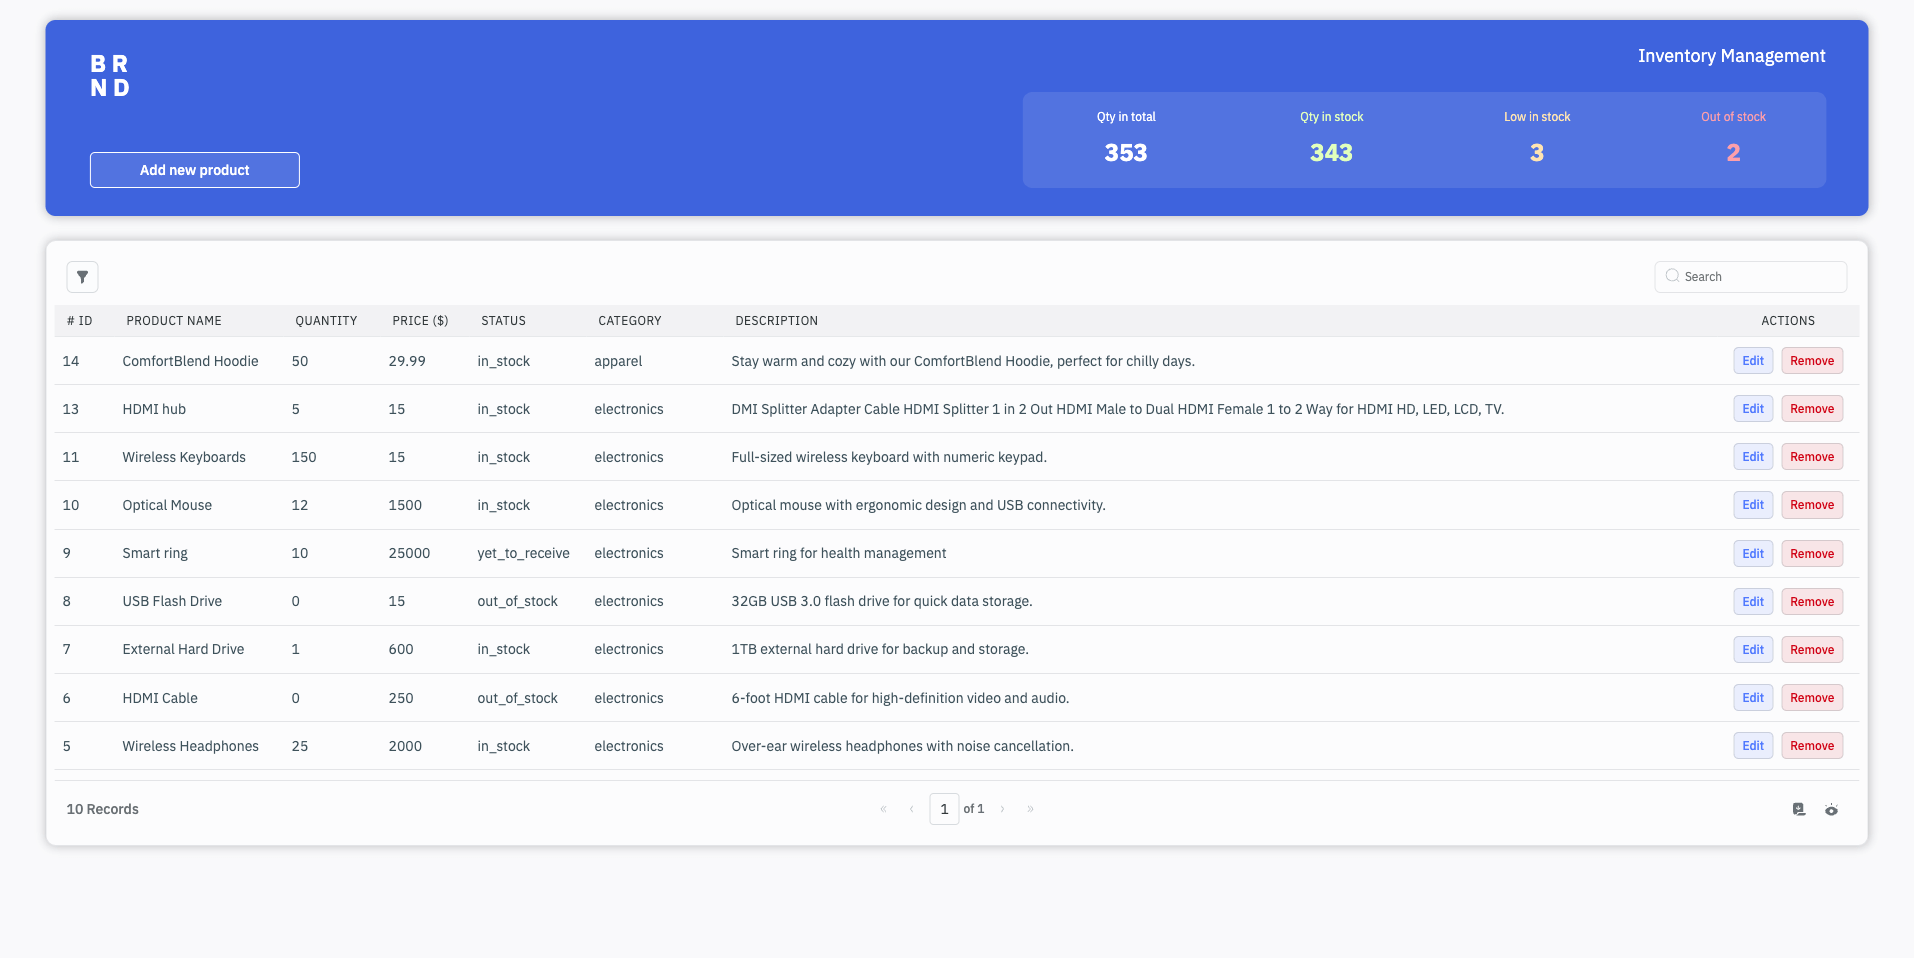 BR
ND
Inventory Management
Add new product
Qty in total Qty in stock Low in stock Out of stock
353 343 3 2
Search
# ID PRODUCT NAME QUANTITY PRICE ($) STATUS CATEGORY DESCRIPTION ACTIONS
14 ComfortBlend Hoodie 50 29.99 in_stock apparel Stay warm and cozy with our ComfortBlend Hoodie, perfect for chilly days. Edit Remove
13 HDMI hub 5 15 in_stock electronics DMI Splitter Adapter Cable HDMI Splitter 1 in 2 Out HDMI Male to Dual HDMI Female 1 to 2 Way for HDMI HD, LED, LCD, TV. Edit Remove
11 Wireless Keyboards 150 15 in_stock electronics Full-sized wireless keyboard with numeric keypad. Edit Remove
10 Optical Mouse 12 1500 in_stock electronics Optical mouse with ergonomic design and USB connectivity. Edit Remove
9 Smart ring 10 25000 yet_to_receive electronics Smart ring for health management Edit Remove
8 USB Flash Drive 0 15 out_of_stock electronics 32GB USB 3.0 flash drive for quick data storage. Edit Remove
7 External Hard Drive 1 600 in_stock electronics 1TB external hard drive for backup and storage. Edit Remove
6 HDMI Cable 0 250 out_of_stock electronics 6-foot HDMI cable for high-definition video and audio. Edit Remove
5 Wireless Headphones 25 2000 in_stock electronics Over-ear wireless headphones with noise cancellation. Edit Remove
10 Records « ‹ 1 of 1 › »